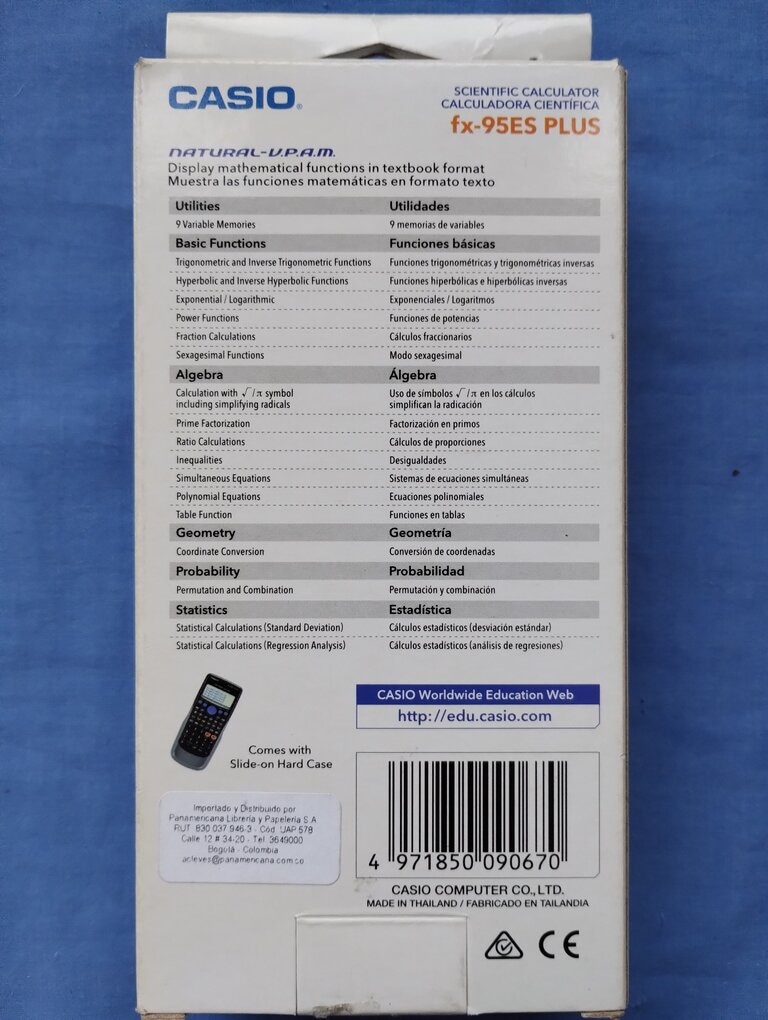 CASIO®
SCIENTIFIC CALCULATOR
CALCULADORA CIENTÍFICA
fx-95ES PLUS
NATURAL-V.P.A.M.
Display mathematical functions in textbook format
Muestra las funciones matemáticas en formato texto
Utilities Utilidades
9 Variable Memories 9 memorias de variables
Basic Functions Funciones básicas
Trigonometric and Inverse Trigonometric Functions Funciones trigonométricas y trigonométricas inversas
Hyperbolic and Inverse Hyperbolic Functions Funciones hiperbólicas e hiperbólicas inversas
Exponential / Logarithmic Exponenciales / Logaritmos
Power Functions Funciones de potencias
Fraction Calculations Cálculos fraccionarios
Sexagesimal Functions Modo sexagesimal
Algebra Álgebra
Calculation with √ / π symbol Uso de símbolos √ / π en los cálculos
including simplifying radicals simplifican la radicación
Prime Factorization Factorización en primos
Ratio Calculations Cálculos de proporciones
Inequalities Desigualdades
Simultaneous Equations Sistemas de ecuaciones simultáneas
Polynomial Equations Ecuaciones polinomiales
Table Function Funciones en tablas
Geometry Geometría
Coordinate Conversion Conversión de coordenadas
Probability Probabilidad
Permutation and Combination Permutación y combinación
Statistics Estadística
Statistical Calculations (Standard Deviation) Cálculos estadísticos (desviación estándar)
Statistical Calculations (Regression Analysis) Cálculos estadísticos (análisis de regresiones)
CASIO Worldwide Education Web
http://edu.casio.com
Comes with
Slide-on Hard Case
Importado y Distribuido por
Panamericana Librería y Papelería S.A
RUT 830 037 946-3 - Cód. UAP 578
Calle 12 # 34-20 - Tel. 3649000
Bogotá - Colombia
acleves@panamericana.com.co
4 971850 090670
CASIO COMPUTER CO., LTD.
MADE IN THAILAND / FABRICADO EN TAILANDIA
CE